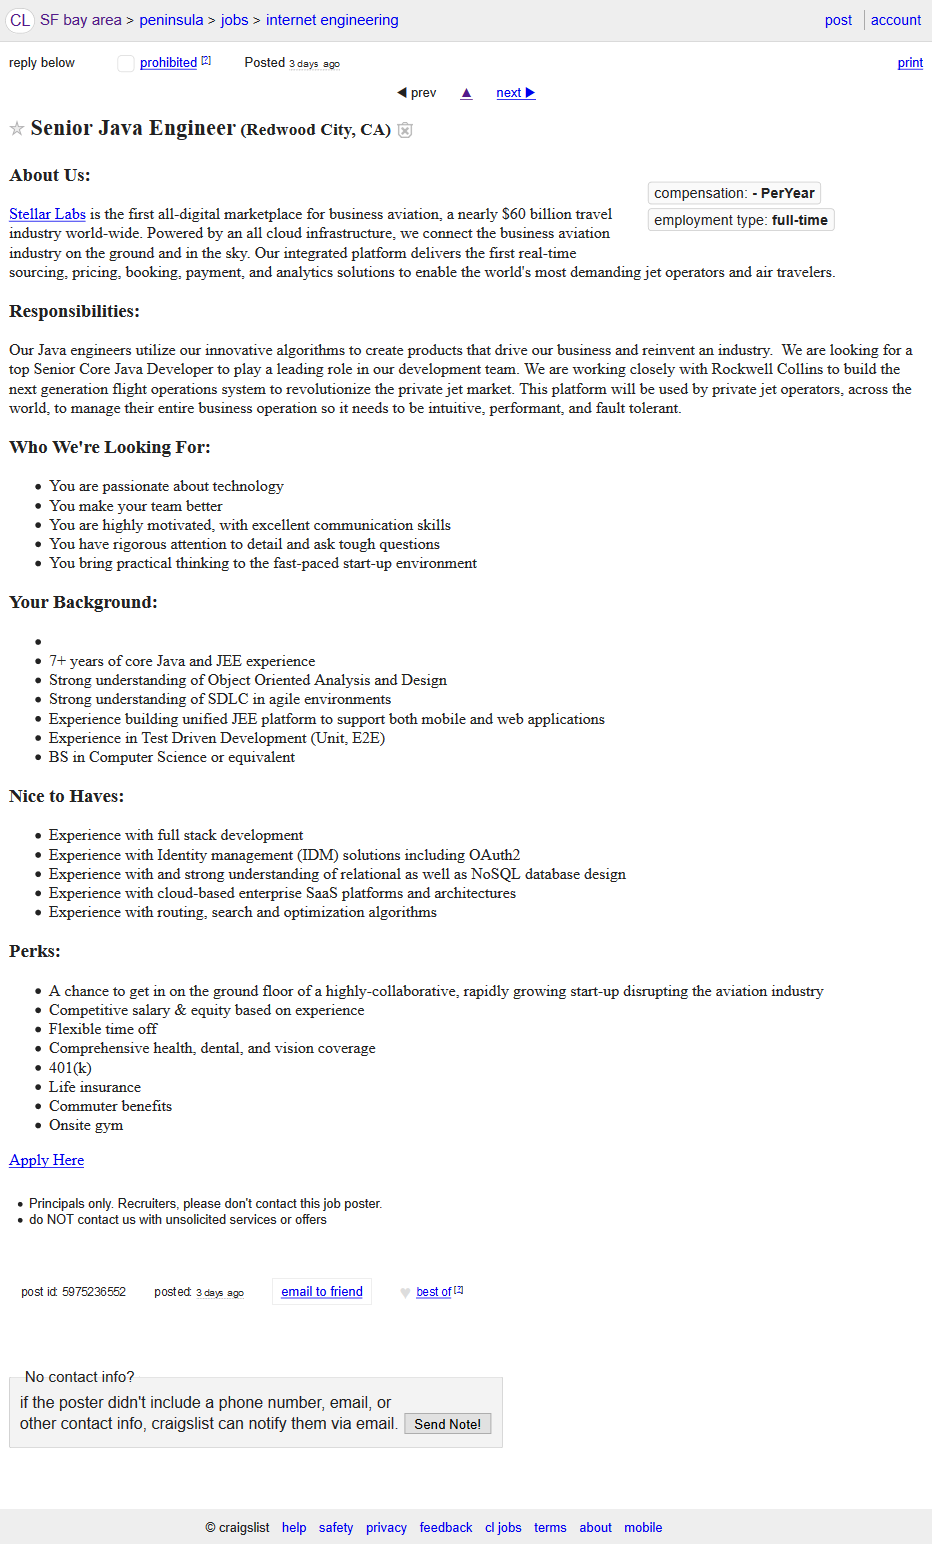 CL SF bay area > peninsula > jobs > internet engineering post account
reply below prohibited [?] Posted 3 days ago print
◀ prev ▲ next ▶
☆ Senior Java Engineer (Redwood City, CA)
About Us:
compensation: - PerYear
employment type: full-time
Stellar Labs is the first all-digital marketplace for business aviation, a nearly $60 billion travel
industry world-wide. Powered by an all cloud infrastructure, we connect the business aviation
industry on the ground and in the sky. Our integrated platform delivers the first real-time
sourcing, pricing, booking, payment, and analytics solutions to enable the world's most demanding jet operators and air travelers.
Responsibilities:
Our Java engineers utilize our innovative algorithms to create products that drive our business and reinvent an industry.  We are looking for a
top Senior Core Java Developer to play a leading role in our development team. We are working closely with Rockwell Collins to build the
next generation flight operations system to revolutionize the private jet market. This platform will be used by private jet operators, across the
world, to manage their entire business operation so it needs to be intuitive, performant, and fault tolerant.
Who We're Looking For:
• You are passionate about technology
• You make your team better
• You are highly motivated, with excellent communication skills
• You have rigorous attention to detail and ask tough questions
• You bring practical thinking to the fast-paced start-up environment
Your Background:
•
• 7+ years of core Java and JEE experience
• Strong understanding of Object Oriented Analysis and Design
• Strong understanding of SDLC in agile environments
• Experience building unified JEE platform to support both mobile and web applications
• Experience in Test Driven Development (Unit, E2E)
• BS in Computer Science or equivalent
Nice to Haves:
• Experience with full stack development
• Experience with Identity management (IDM) solutions including OAuth2
• Experience with and strong understanding of relational as well as NoSQL database design
• Experience with cloud-based enterprise SaaS platforms and architectures
• Experience with routing, search and optimization algorithms
Perks:
• A chance to get in on the ground floor of a highly-collaborative, rapidly growing start-up disrupting the aviation industry
• Competitive salary & equity based on experience
• Flexible time off
• Comprehensive health, dental, and vision coverage
• 401(k)
• Life insurance
• Commuter benefits
• Onsite gym
Apply Here
• Principals only. Recruiters, please don't contact this job poster.
• do NOT contact us with unsolicited services or offers
post id: 5975236552 posted: 3 days ago email to friend ♥ best of [?]
No contact info?
if the poster didn't include a phone number, email, or
other contact info, craigslist can notify them via email. Send Note!
© craigslist help safety privacy feedback cl jobs terms about mobile